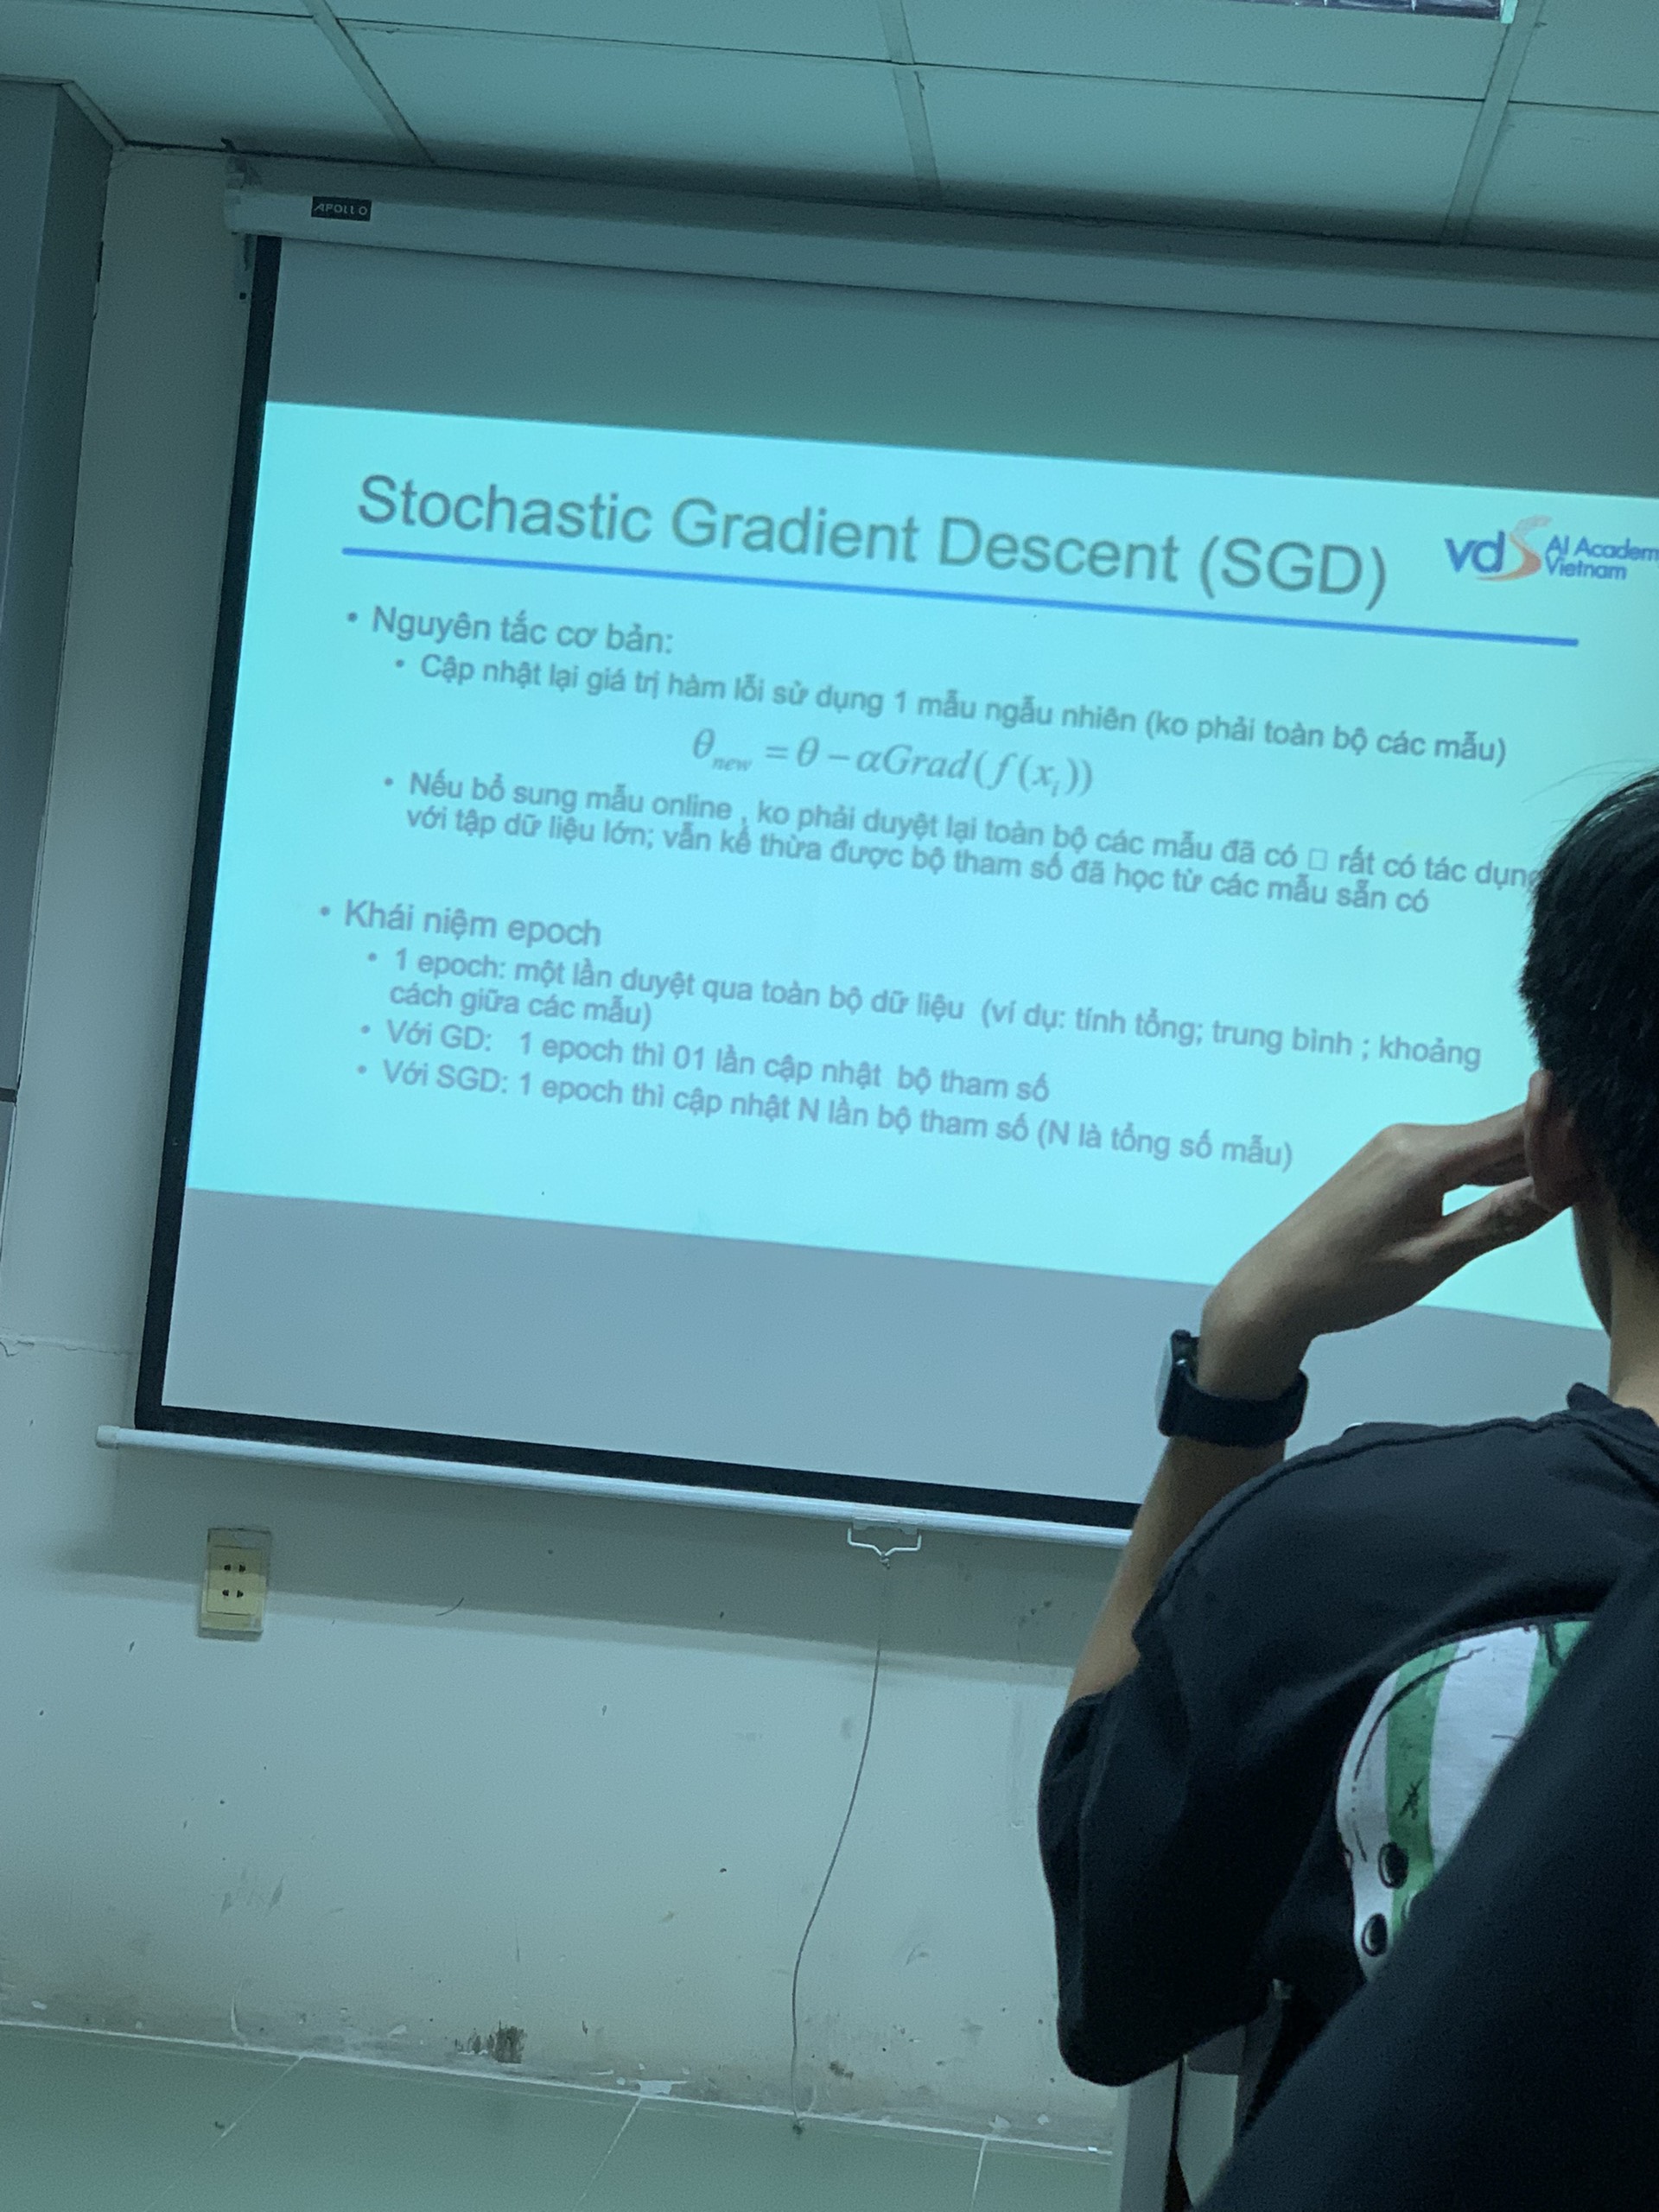 APOLLO
Stochastic Gradient Descent (SGD)
vds AI Academ
Vietnam
• Nguyên tắc cơ bản:
• Cập nhật lại giá trị hàm lỗi sử dụng 1 mẫu ngẫu nhiên (ko phải toàn bộ các mẫu)
θnew = θ − αGrad(f(xi))
• Nếu bổ sung mẫu online , ko phải duyệt lại toàn bộ các mẫu đã có □ rất có tác dụng
với tập dữ liệu lớn; vẫn kế thừa được bộ tham số đã học từ các mẫu sẵn có
• Khái niệm epoch
• 1 epoch: một lần duyệt qua toàn bộ dữ liệu (ví dụ: tính tổng; trung bình ; khoảng
cách giữa các mẫu)
• Với GD: 1 epoch thì 01 lần cập nhật bộ tham số
• Với SGD: 1 epoch thì cập nhật N lần bộ tham số (N là tổng số mẫu)